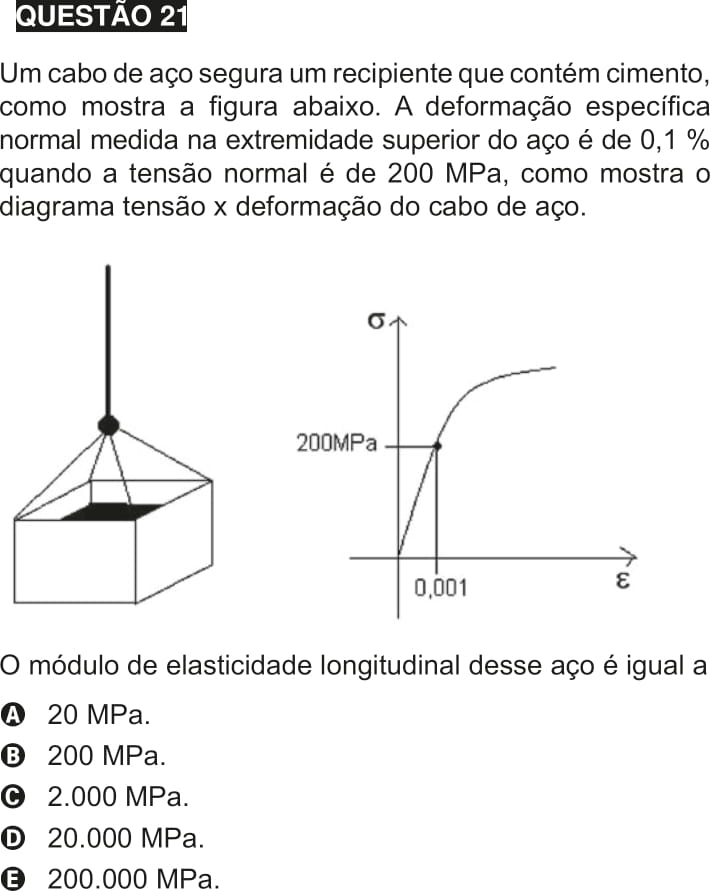 QUESTÃO 21
Um cabo de aço segura um recipiente que contém cimento,
como mostra a figura abaixo. A deformação específica
normal medida na extremidade superior do aço é de 0,1 %
quando a tensão normal é de 200 MPa, como mostra o
diagrama tensão x deformação do cabo de aço.
σ
200MPa
0,001
ε
O módulo de elasticidade longitudinal desse aço é igual a
A 20 MPa.
B 200 MPa.
C 2.000 MPa.
D 20.000 MPa.
E 200.000 MPa.